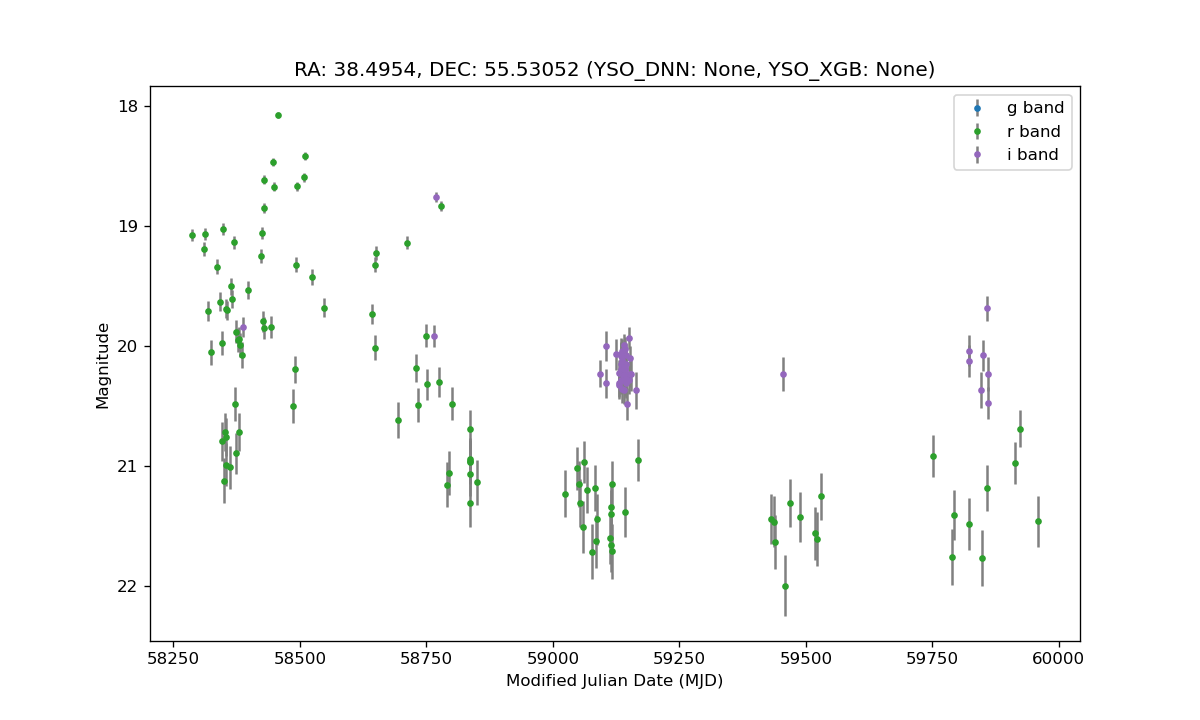 RA: 38.4954, DEC: 55.53052 (YSO_DNN: None, YSO_XGB: None)
g band
r band
i band
18
19
20
21
22
Magnitude
58250 58500 58750 59000 59250 59500 59750 60000
Modified Julian Date (MJD)